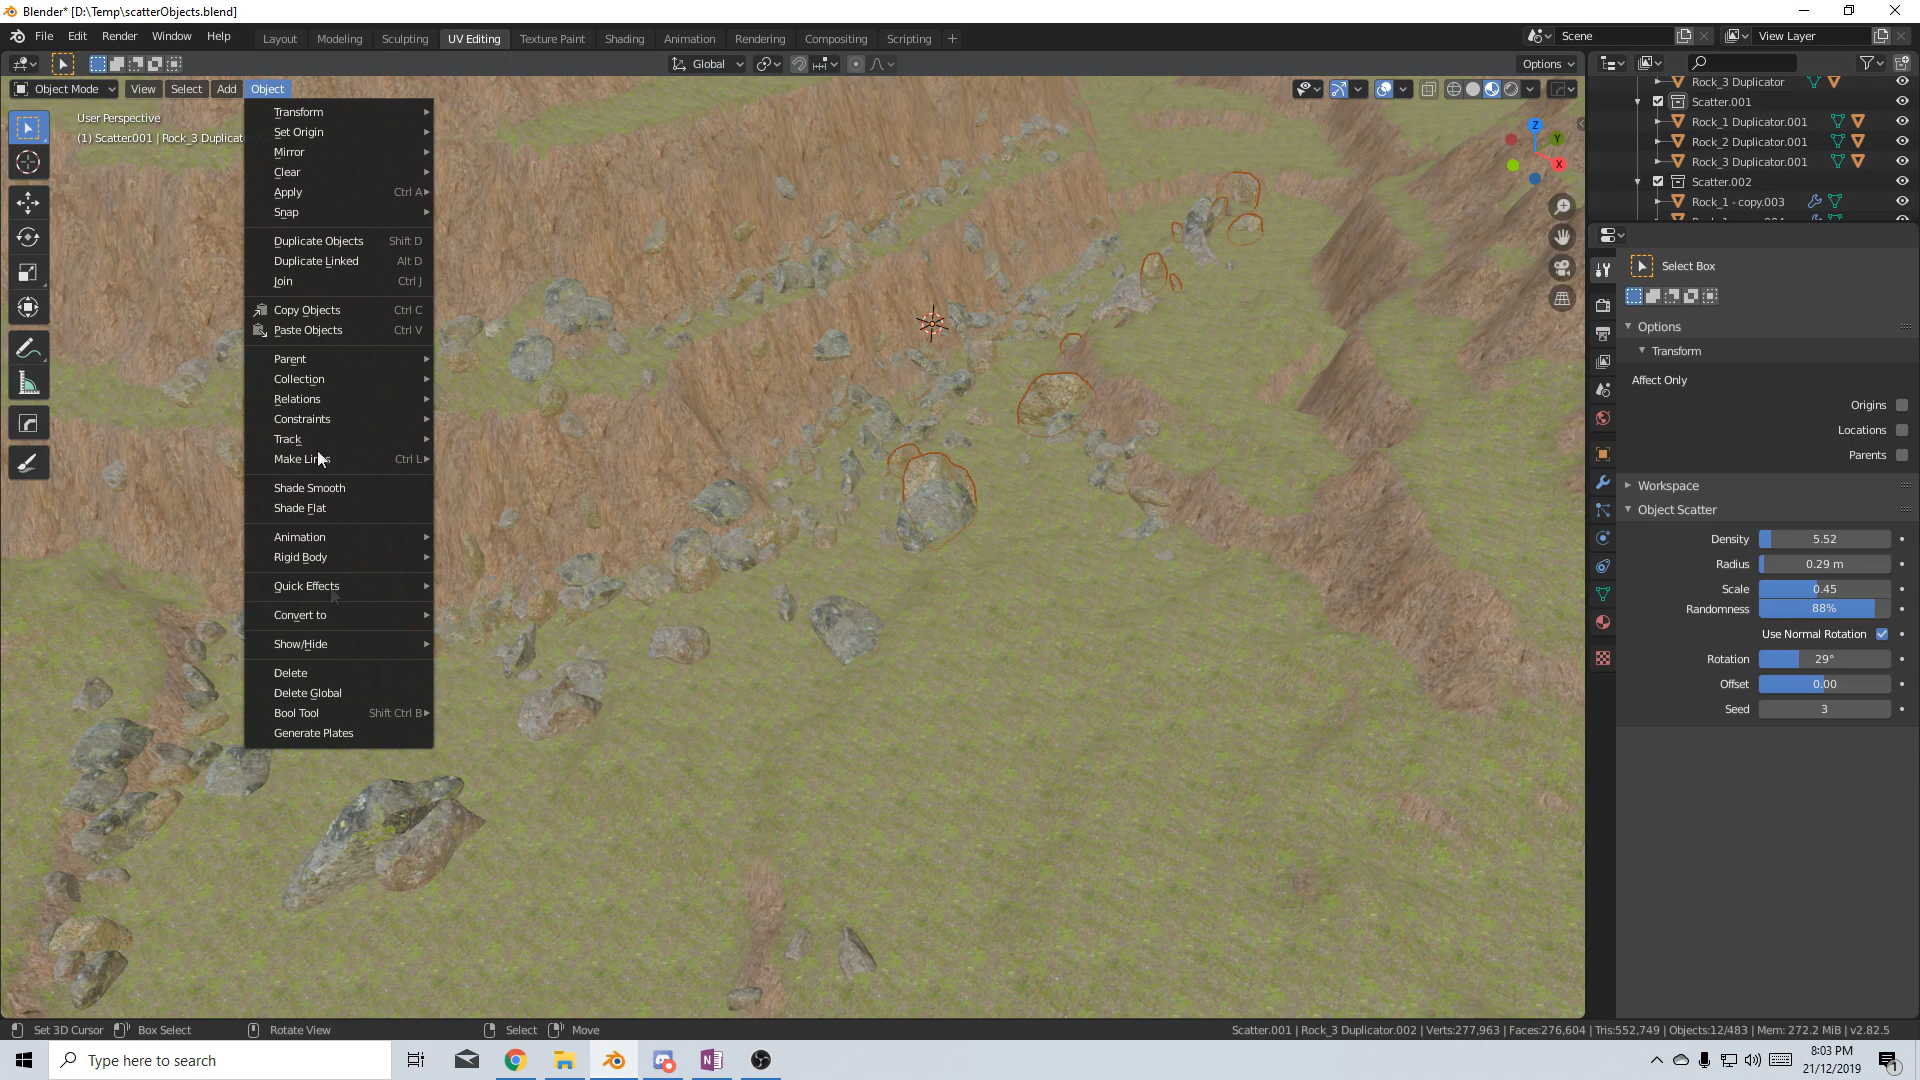 Blender* [D:\Temp\scatterObjects.blend]
File Edit Render Window Help
Layout Modeling Sculpting UV Editing Texture Paint Shading Animation Rendering Compositing Scripting +
Scene
View Layer
Global
Options
Object Mode View Select Add Object
User Perspective
(1) Scatter.001 | Rock_3 Duplicat
Transform
Set Origin
Mirror
Clear
Apply Ctrl A
Snap
Duplicate Objects Shift D
Duplicate Linked Alt D
Join Ctrl J
Copy Objects Ctrl C
Paste Objects Ctrl V
Parent
Collection
Relations
Constraints
Track
Make Links Ctrl L
Shade Smooth
Shade Flat
Animation
Rigid Body
Quick Effects
Convert to
Show/Hide
Delete
Delete Global
Bool Tool Shift Ctrl B
Generate Plates
Z
Y
X
Rock_3 Duplicator
Scatter.001
Rock_1 Duplicator.001
Rock_2 Duplicator.001
Rock_3 Duplicator.001
Scatter.002
Rock_1 - copy.003
Select Box
Options
Transform
Affect Only
Origins
Locations
Parents
Workspace
Object Scatter
Density 5.52
Radius 0.29 m
Scale 0.45
Randomness 88%
Use Normal Rotation
Rotation 29°
Offset 0.00
Seed 3
Set 3D Cursor Box Select Rotate View Select Move
Scatter.001 | Rock_3 Duplicator.002 | Verts:277,963 | Faces:276,604 | Tris:552,749 | Objects:12/483 | Mem: 272.2 MiB | v2.82.5
Type here to search
8:03 PM
21/12/2019
1